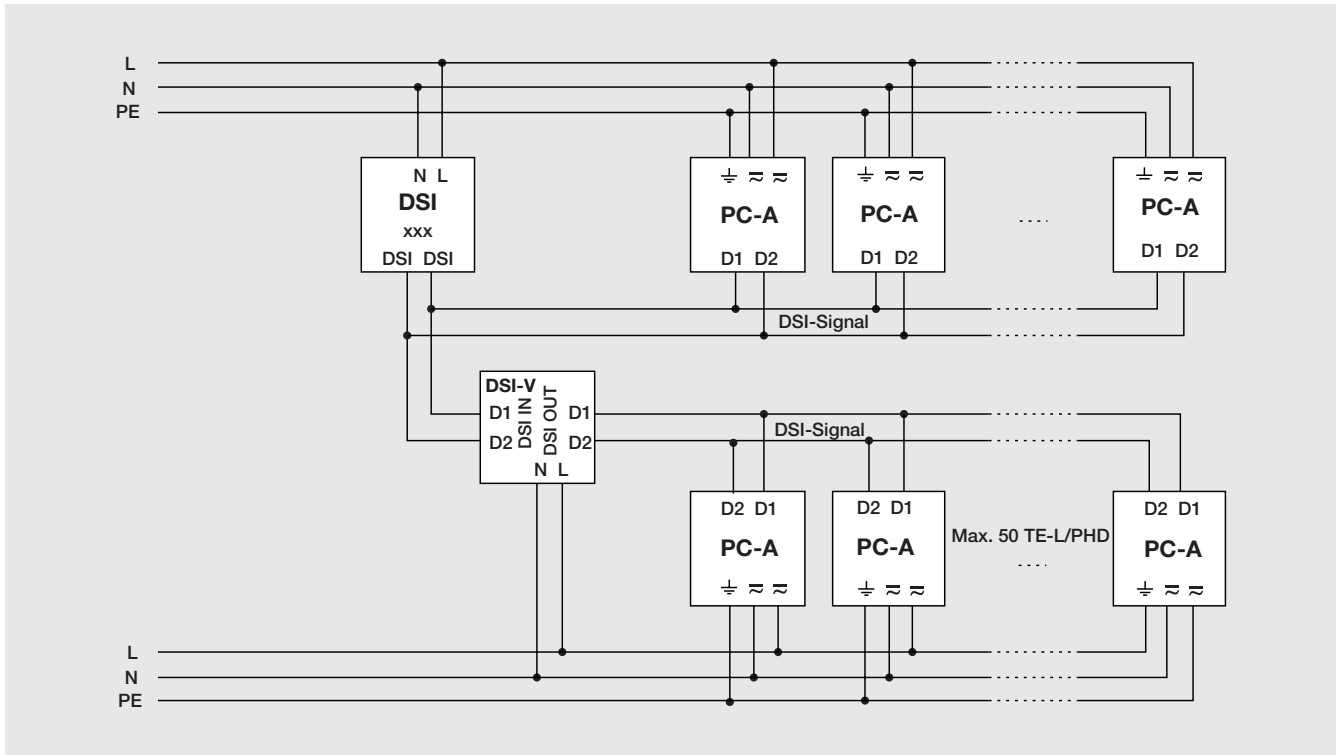 L
N
PE
N L
DSI
xxx
DSI DSI
PC-A
D1 D2
PC-A
D1 D2
....
PC-A
D1 D2
DSI-Signal
DSI-V
D1
D2
DSI IN
DSI OUT
D1
D2
N L
DSI-Signal
D2 D1
PC-A
D2 D1
PC-A
Max. 50 TE-L/PHD
....
D2 D1
PC-A
L
N
PE